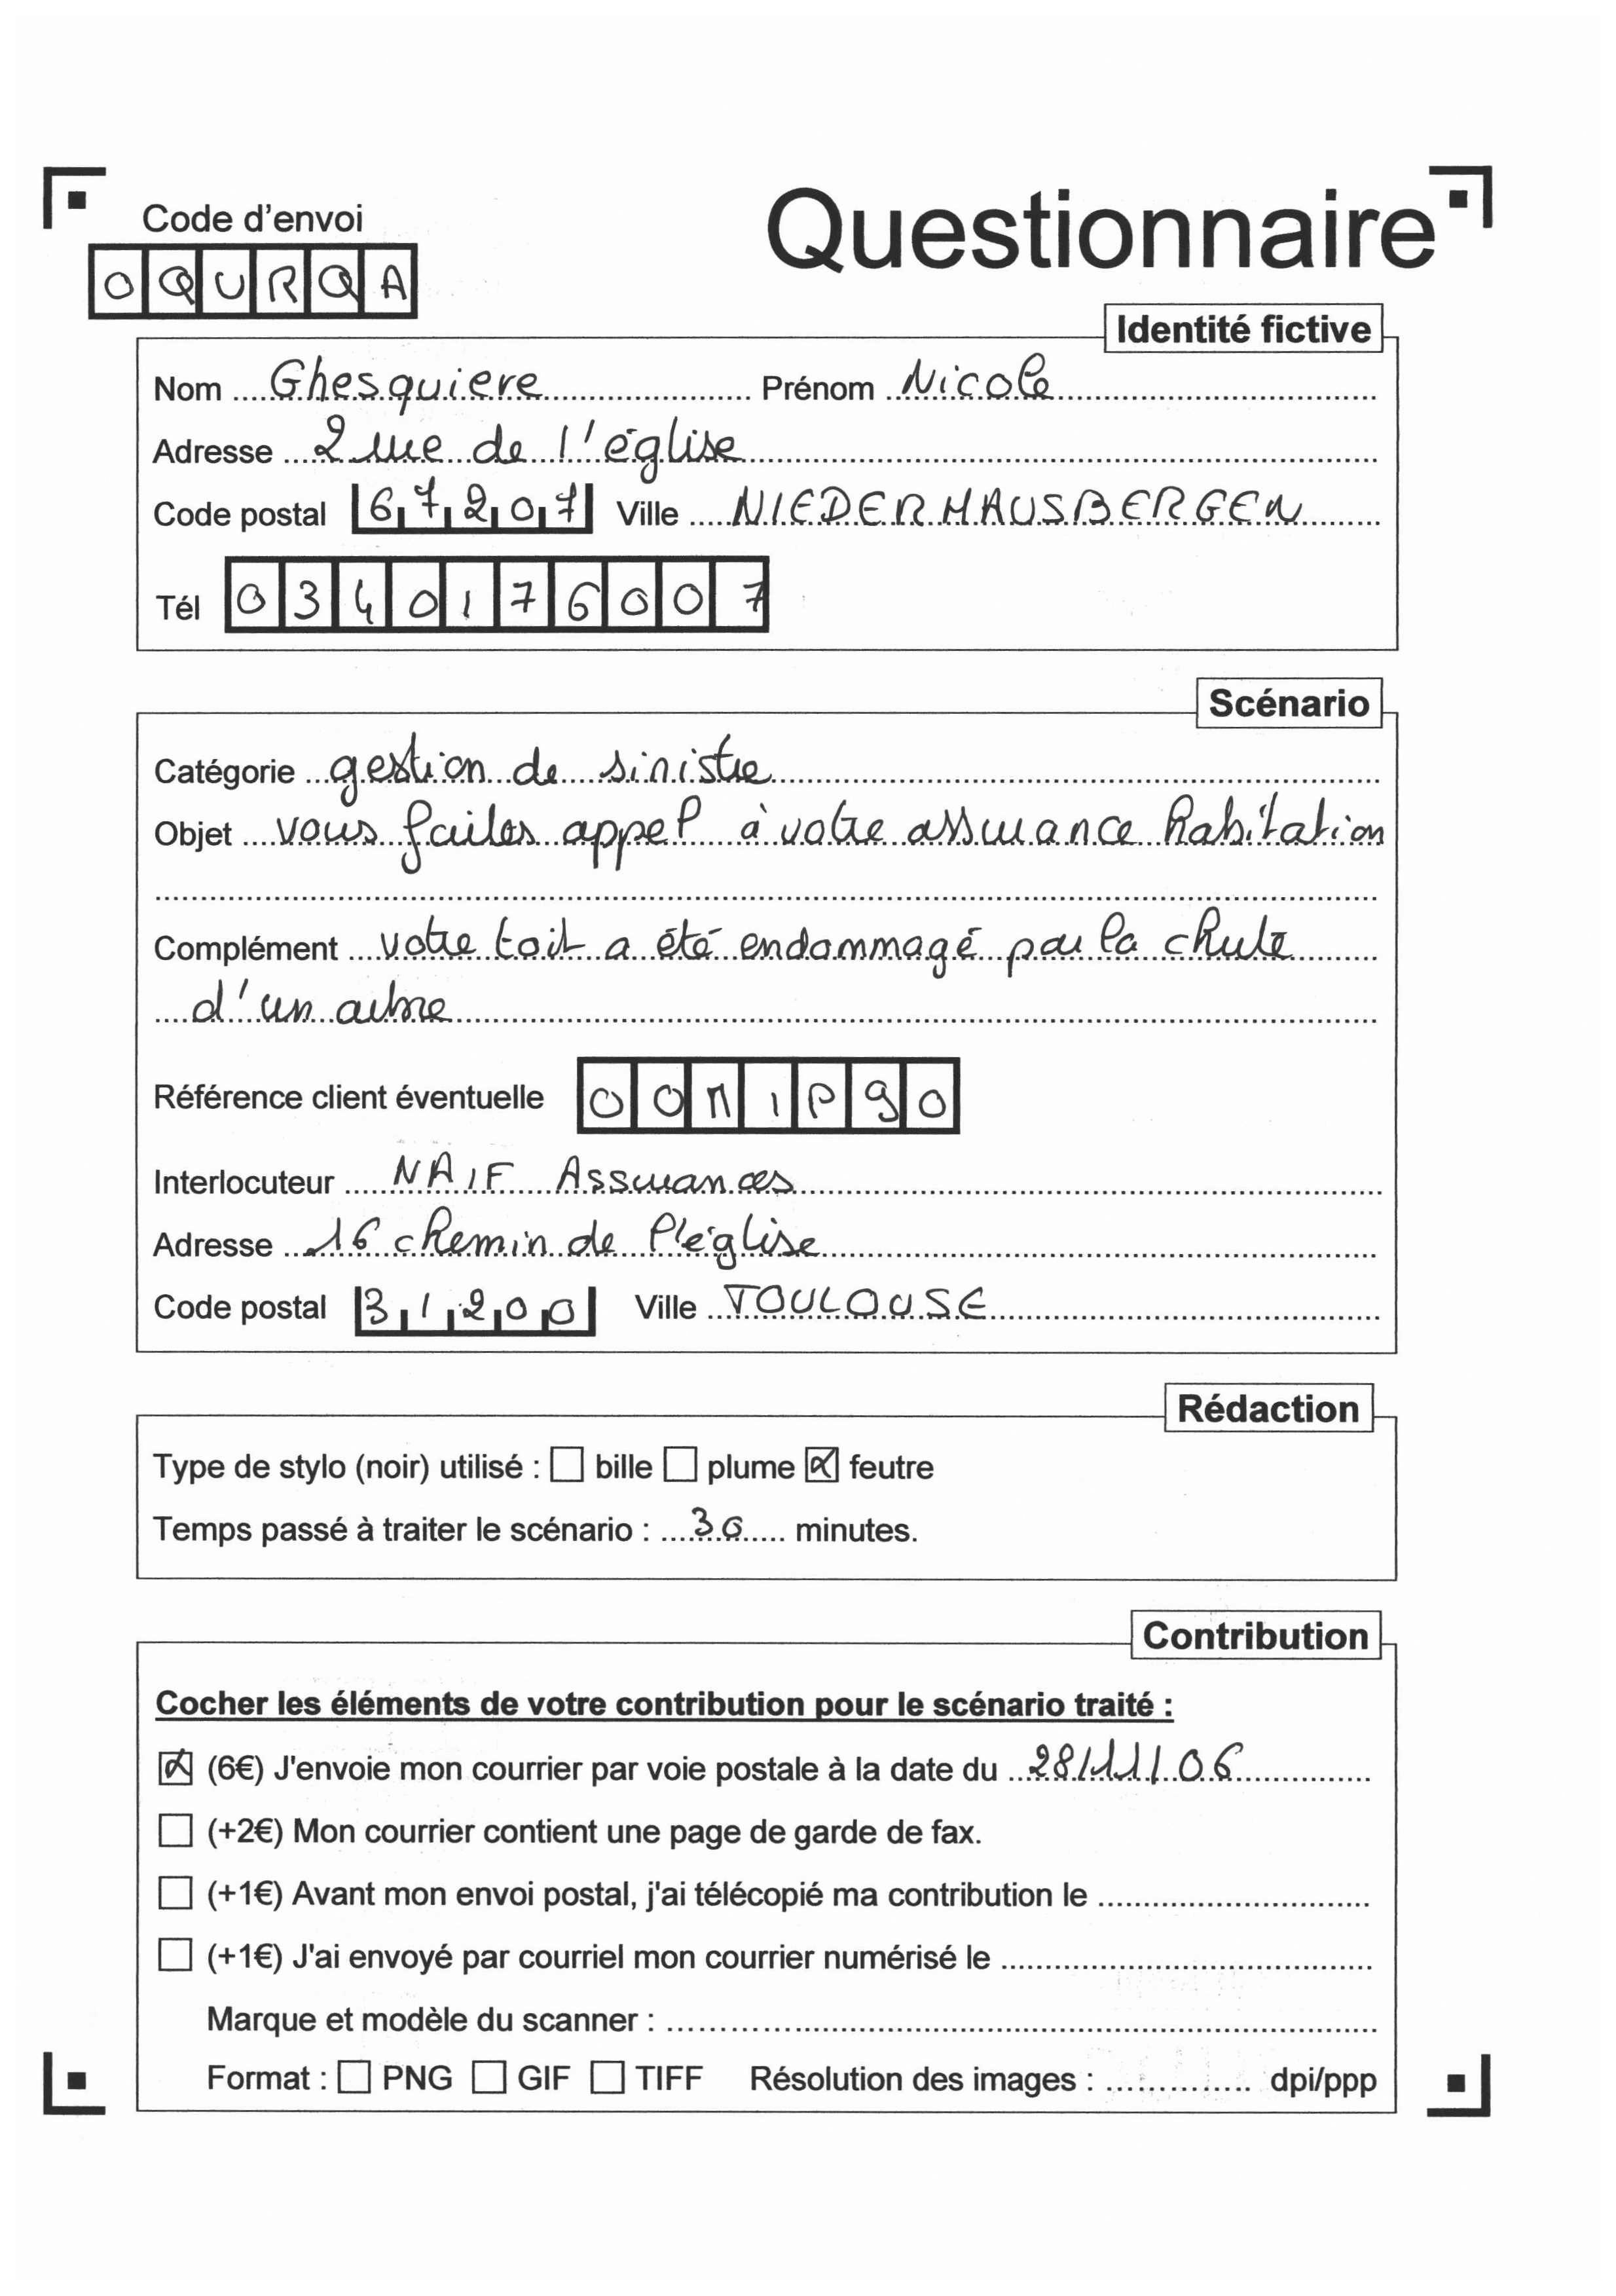 Code d'envoi
Questionnaire
OQURQA
Identité fictive
Nom Ghesquiere Prénom Nicole
Adresse 2 rue de l'église
Code postal 67207 Ville NIEDERHAUSBERGEN
Tél 0340176007
Scénario
Catégorie gestion de sinistre
Objet vous faites appel à votre assurance habitation
Complément votre toit a été endommagé par la chute
d'un arbre
Référence client éventuelle OON1P90
Interlocuteur NAIF Assurances
Adresse 16 chemin de l'église
Code postal 31200 Ville TOULOUSE
Rédaction
Type de stylo (noir) utilisé : ☐ bille ☐ plume ☒ feutre
Temps passé à traiter le scénario : 30 minutes.
Contribution
Cocher les éléments de votre contribution pour le scénario traité :
☒ (6€) J'envoie mon courrier par voie postale à la date du 28/11/06
☐ (+2€) Mon courrier contient une page de garde de fax.
☐ (+1€) Avant mon envoi postal, j'ai télécopié ma contribution le
☐ (+1€) J'ai envoyé par courriel mon courrier numérisé le
Marque et modèle du scanner :
Format : ☐ PNG ☐ GIF ☐ TIFF Résolution des images : dpi/ppp